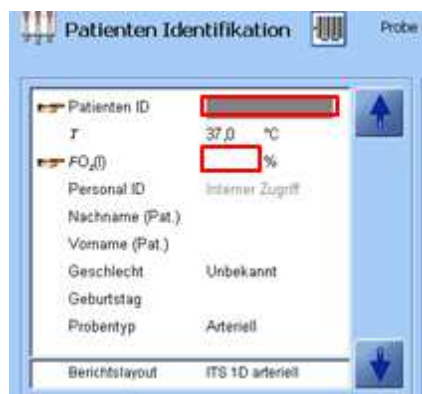 Patienten Identifikation Probe
Patienten ID
T 37,0 °C
FO₂(I) %
Personal ID Interner Zugriff
Nachname (Pat.)
Vorname (Pat.)
Geschlecht Unbekannt
Geburtstag
Probentyp Arteriell
Berichtslayout ITS 1D arteriell